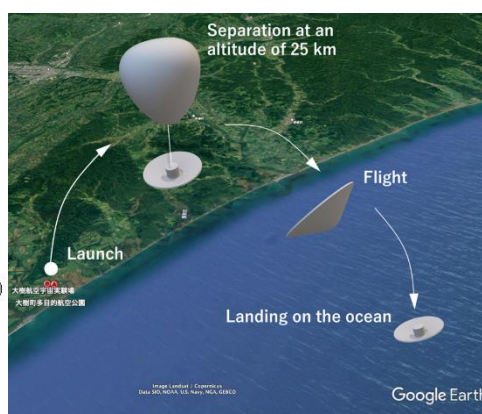 Separation at an
altitude of 25 km
Flight
Launch
大樹航空宇宙実験場
大樹町多目的航空公園
Landing on the ocean
Image Landsat / Copernicus
Data SIO, NOAA, U.S. Navy, NGA, GEBCO
Google Earth